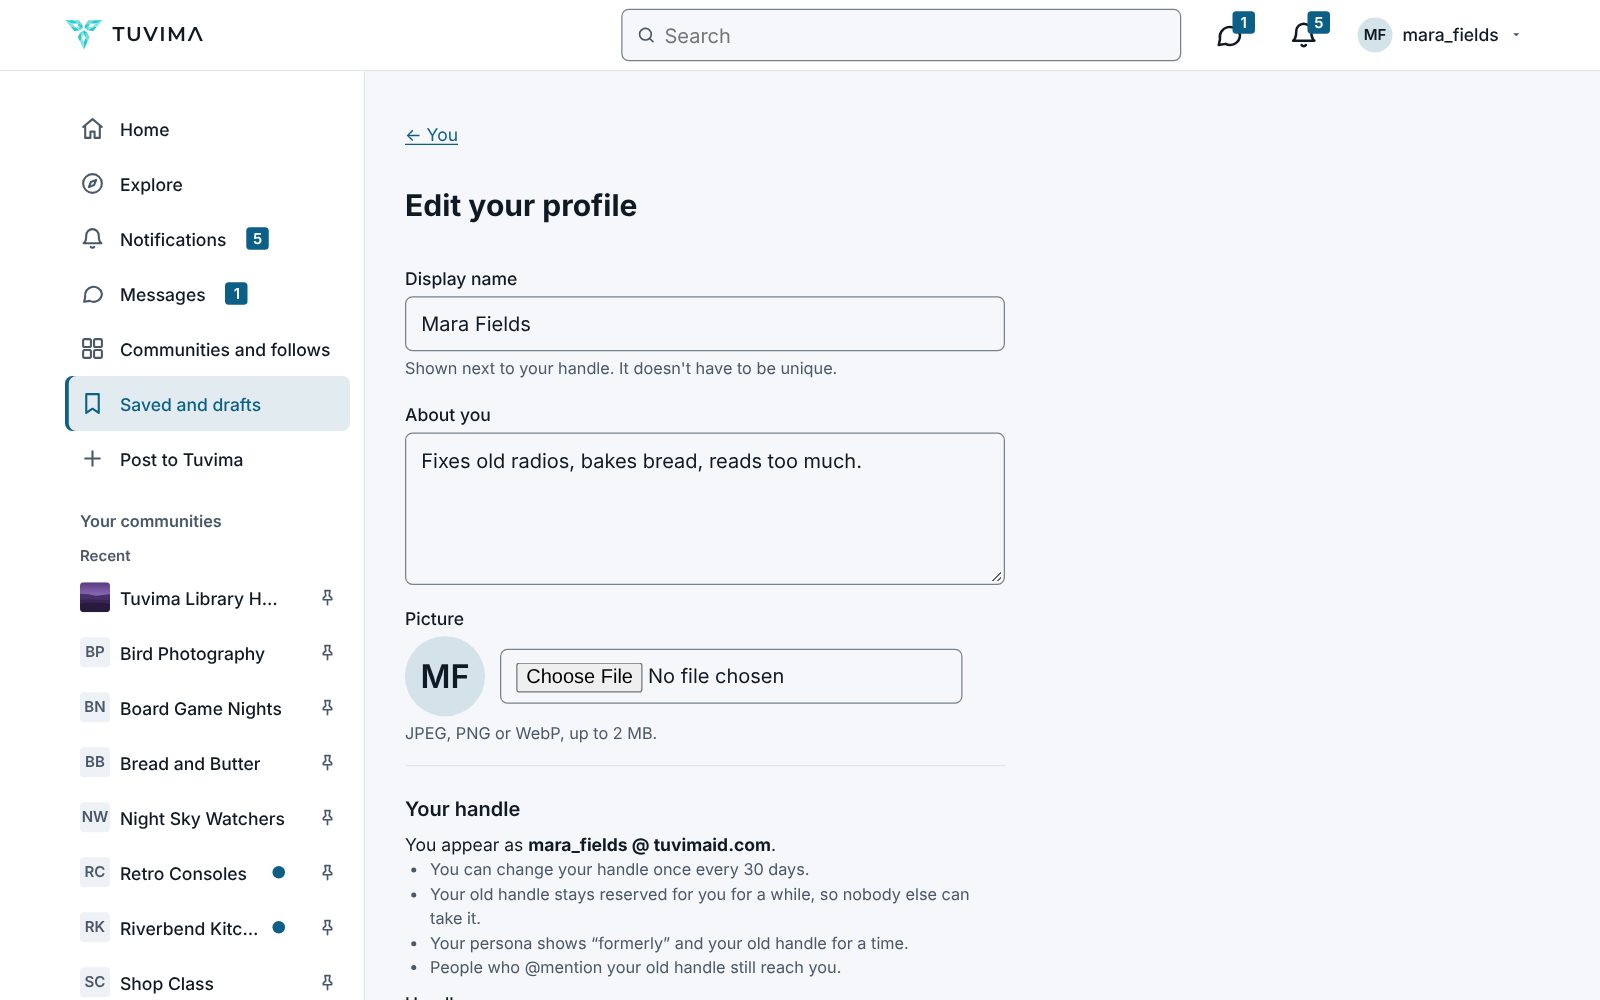 TUVIMA
Search
1
5
MF
mara_fields
Home
Explore
Notifications 5
Messages 1
Communities and follows
Saved and drafts
Post to Tuvima
Your communities
Recent
Tuvima Library H...
BP Bird Photography
BN Board Game Nights
BB Bread and Butter
NW Night Sky Watchers
RC Retro Consoles
RK Riverbend Kitc...
SC Shop Class
← You
Edit your profile
Display name
Mara Fields
Shown next to your handle. It doesn't have to be unique.
About you
Fixes old radios, bakes bread, reads too much.
Picture
MF
Choose File No file chosen
JPEG, PNG or WebP, up to 2 MB.
Your handle
You appear as mara_fields @ tuvimaid.com.
• You can change your handle once every 30 days.
• Your old handle stays reserved for you for a while, so nobody else can
take it.
• Your persona shows “formerly” and your old handle for a time.
• People who @mention your old handle still reach you.